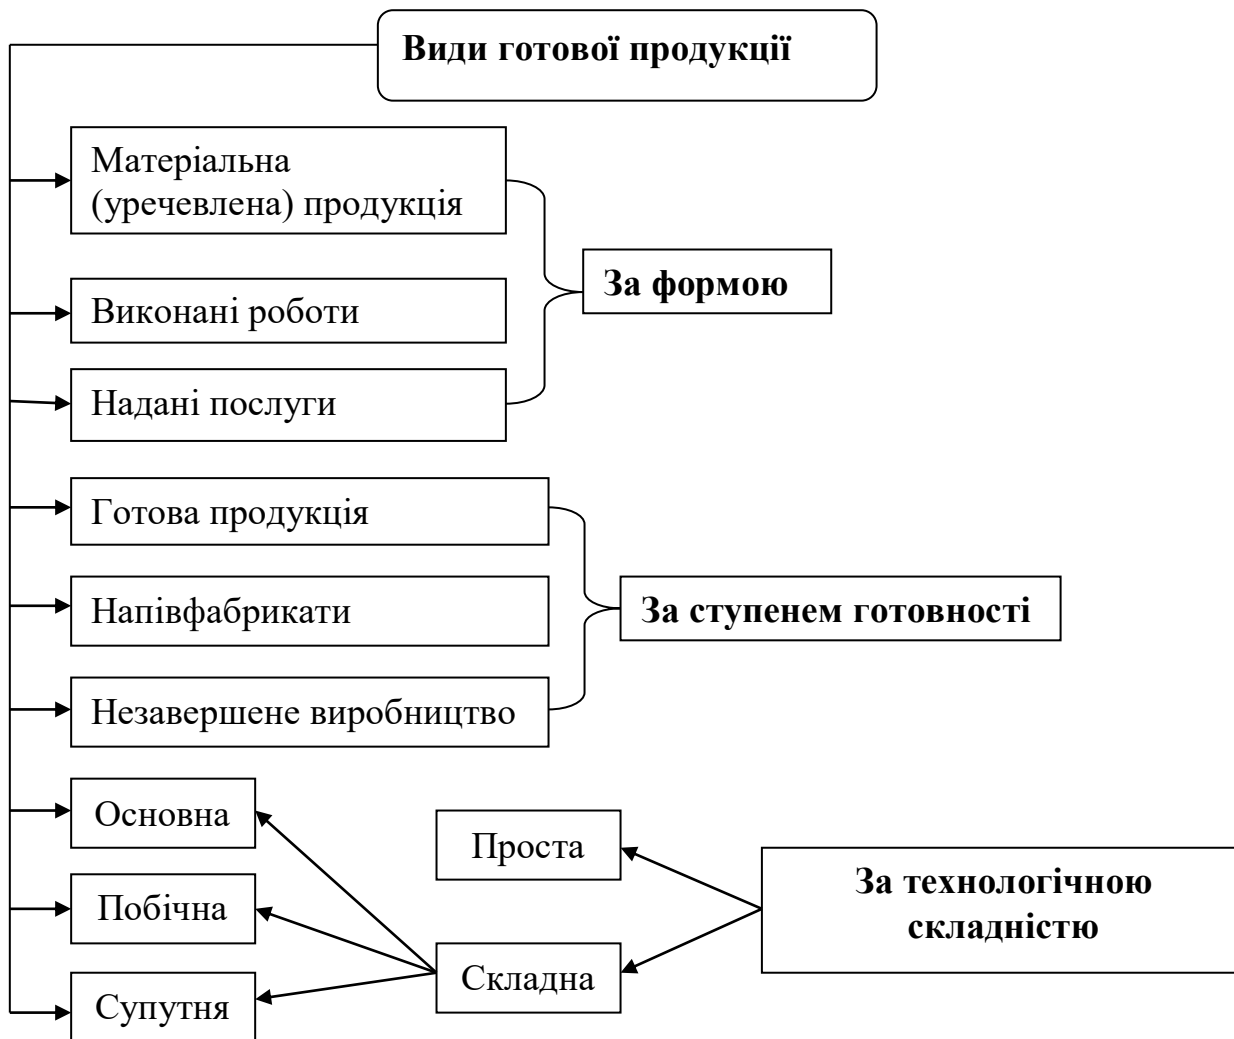 Види готової продукції
Матеріальна
(уречевлена) продукція
За формою
Виконані роботи
Надані послуги
Готова продукція
Напівфабрикати
За ступенем готовності
Незавершене виробництво
Основна
Проста
За технологічною
складністю
Побічна
Складна
Супутня